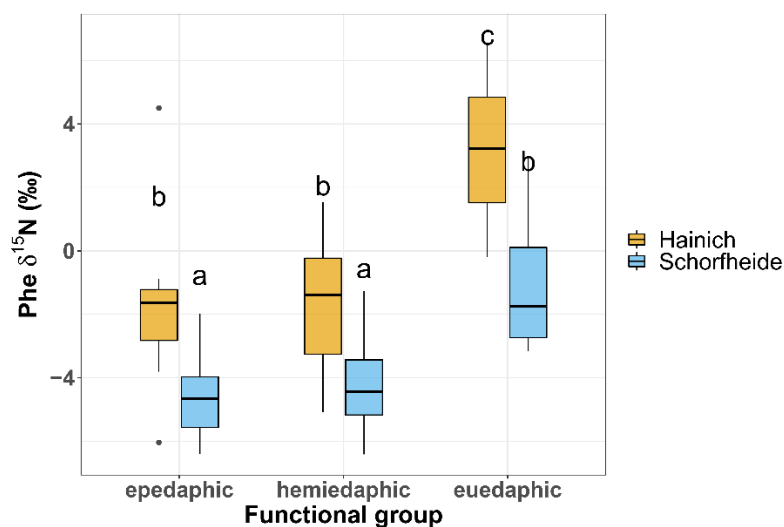 Phe δ¹⁵N (‰)
4
0
−4
b
a
b
a
c
b
epedaphic hemiedaphic euedaphic
Functional group
Hainich
Schorfheide